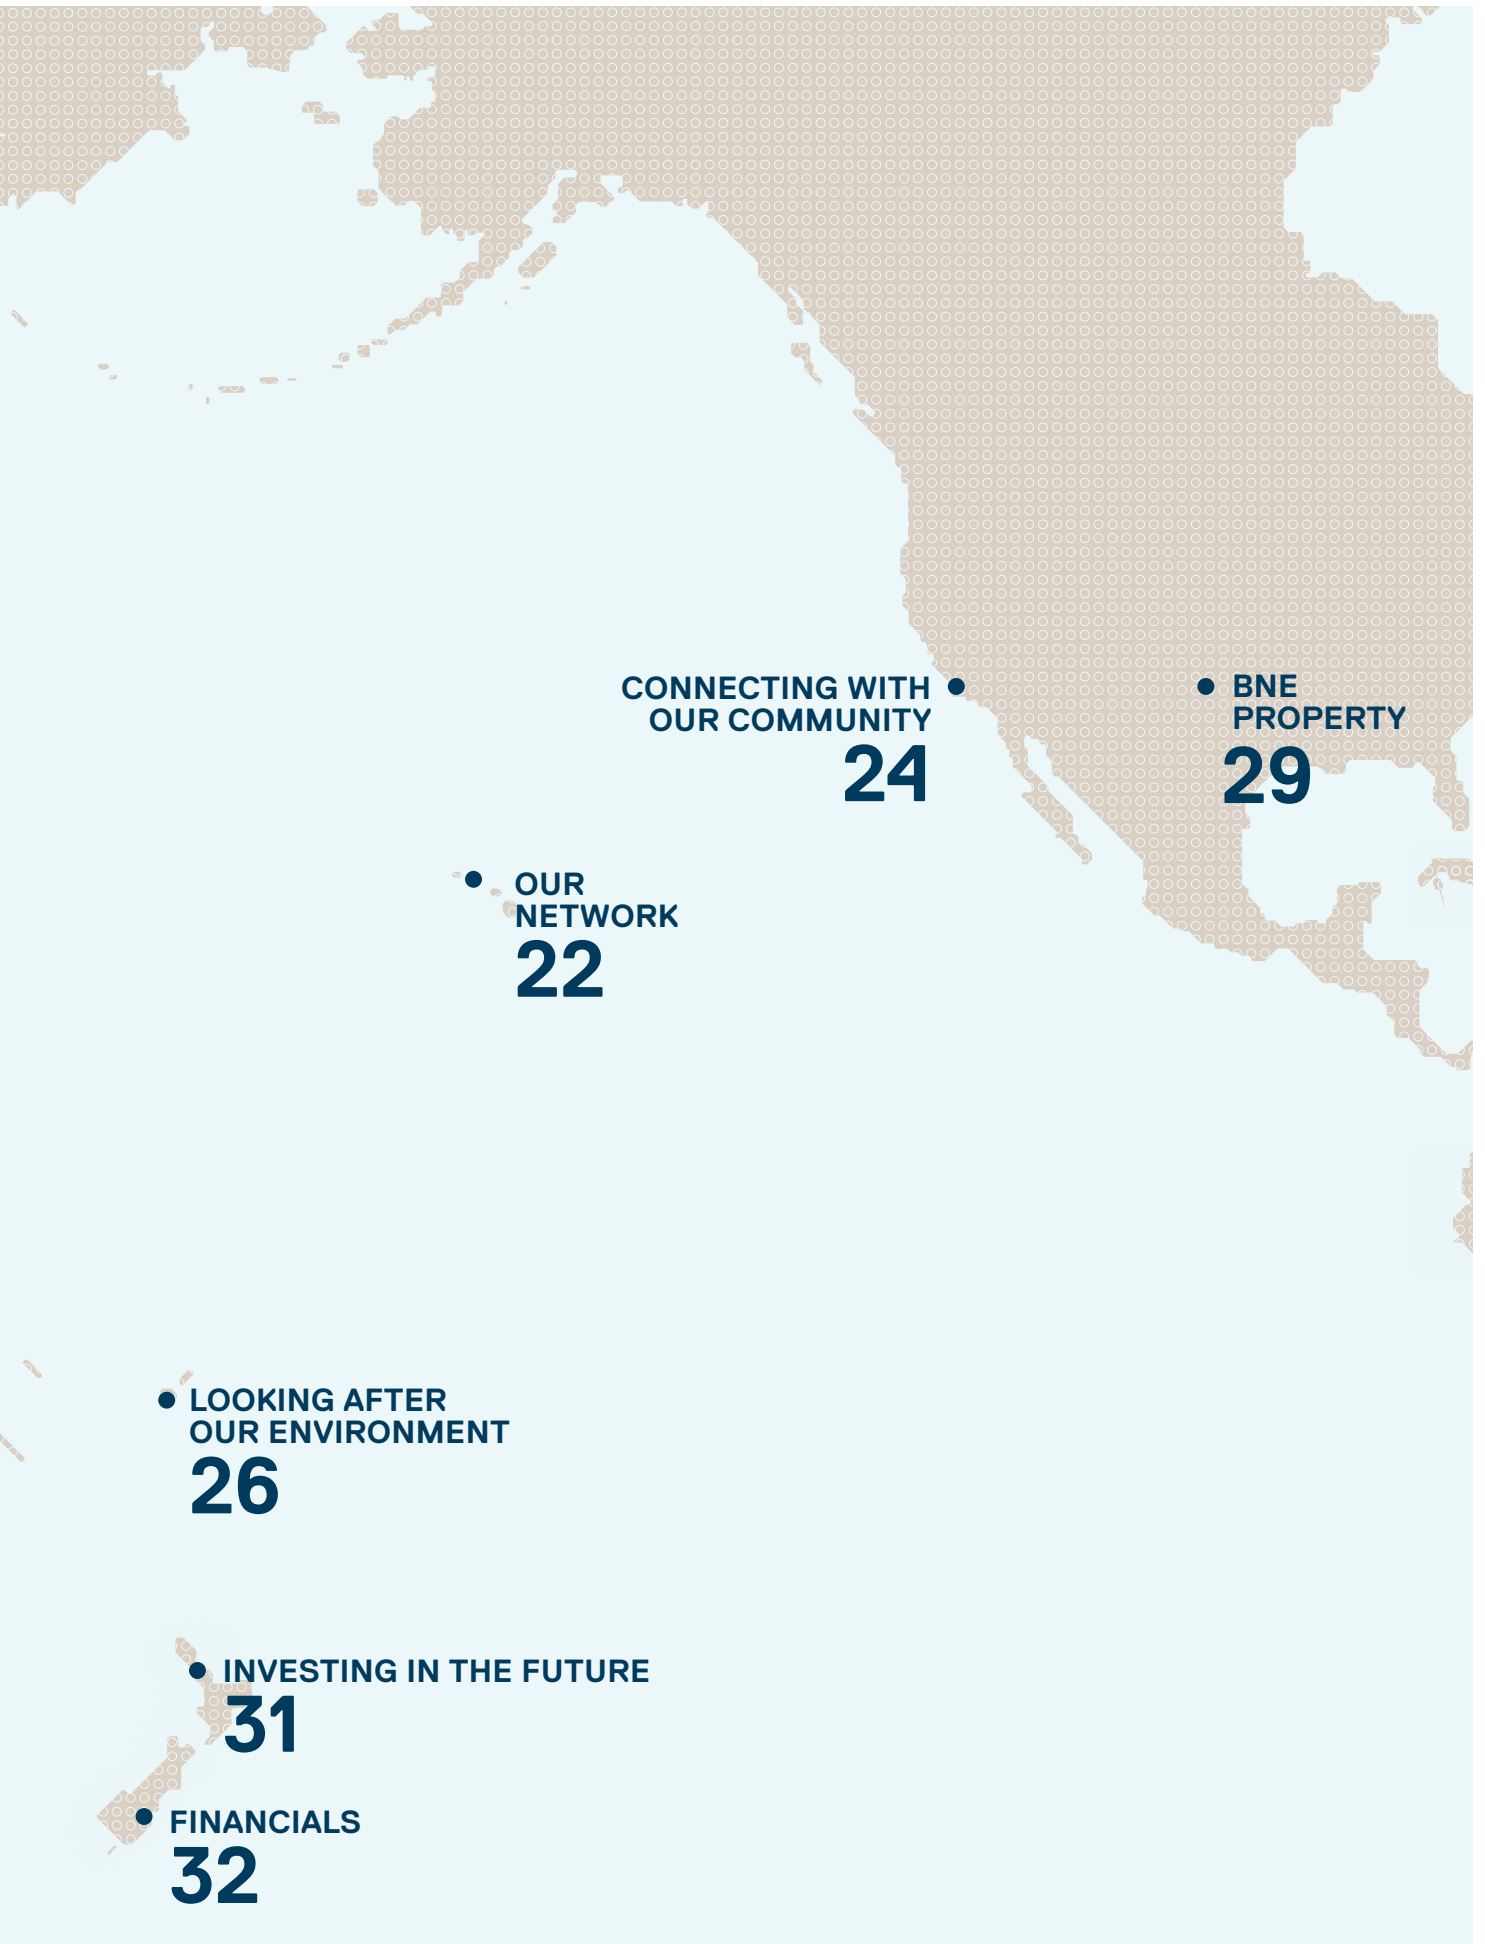 CONNECTING WITH
OUR COMMUNITY
24
BNE
PROPERTY
29
OUR
NETWORK
22
LOOKING AFTER
OUR ENVIRONMENT
26
INVESTING IN THE FUTURE
31
FINANCIALS
32